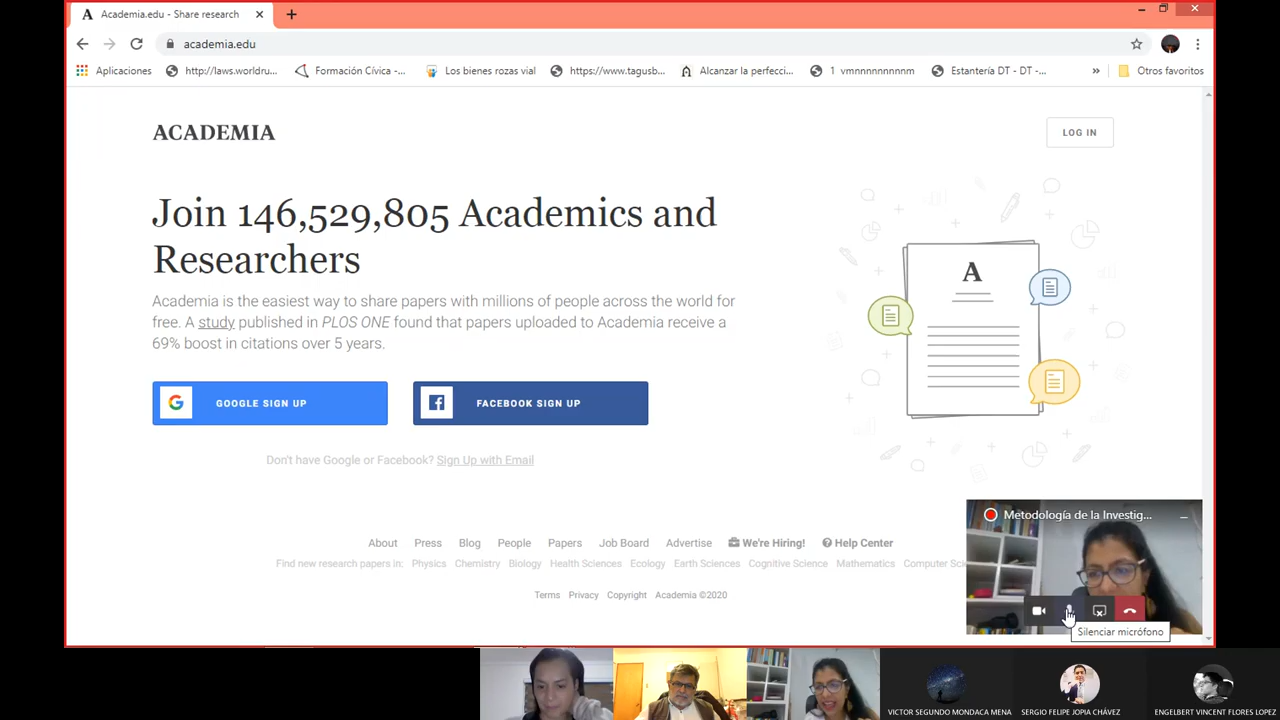 A Academia.edu - Share research
academia.edu
Aplicaciones http://laws.worldru... Formación Cívica -... Los bienes rozas vial https://www.tagusb... Alcanzar la perfecci... 1 vmnnnnnnnnm Estantería DT - DT -... » Otros favoritos
ACADEMIA
LOG IN
Join 146,529,805 Academics and
Researchers
Academia is the easiest way to share papers with millions of people across the world for
free. A study published in PLOS ONE found that papers uploaded to Academia receive a
69% boost in citations over 5 years.
A
G GOOGLE SIGN UP
f FACEBOOK SIGN UP
Don't have Google or Facebook? Sign Up with Email
Metodología de la Investig...
About Press Blog People Papers Job Board Advertise We're Hiring! Help Center
Find new research papers in: Physics Chemistry Biology Health Sciences Ecology Earth Sciences Cognitive Science Mathematics Computer
Terms Privacy Copyright Academia ©2020
Silenciar micrófono
VICTOR SEGUNDO MONDACA MENA
SERGIO FELIPE JOPIA CHÁVEZ
ENGELBERT VINCENT FLORES LOPEZ